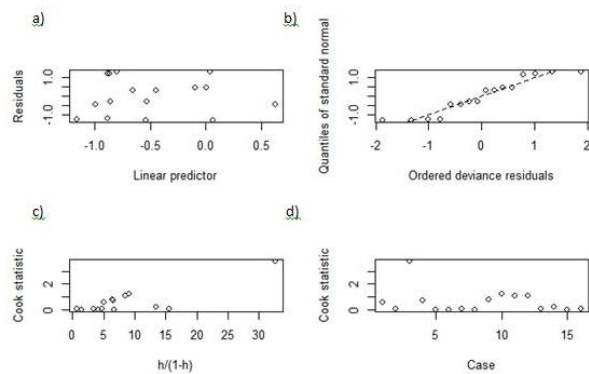 a)
b)
Residuals
1.0
-1.0
-1.0
-0.5
0.0
0.5
Linear predictor
Quantiles of standard normal
1.0
-1.0
-2
-1
0
1
2
Ordered deviance residuals
c)
d)
Cook statistic
2
0
0
5
10
15
20
25
30
h/(1-h)
Cook statistic
2
0
5
10
15
Case